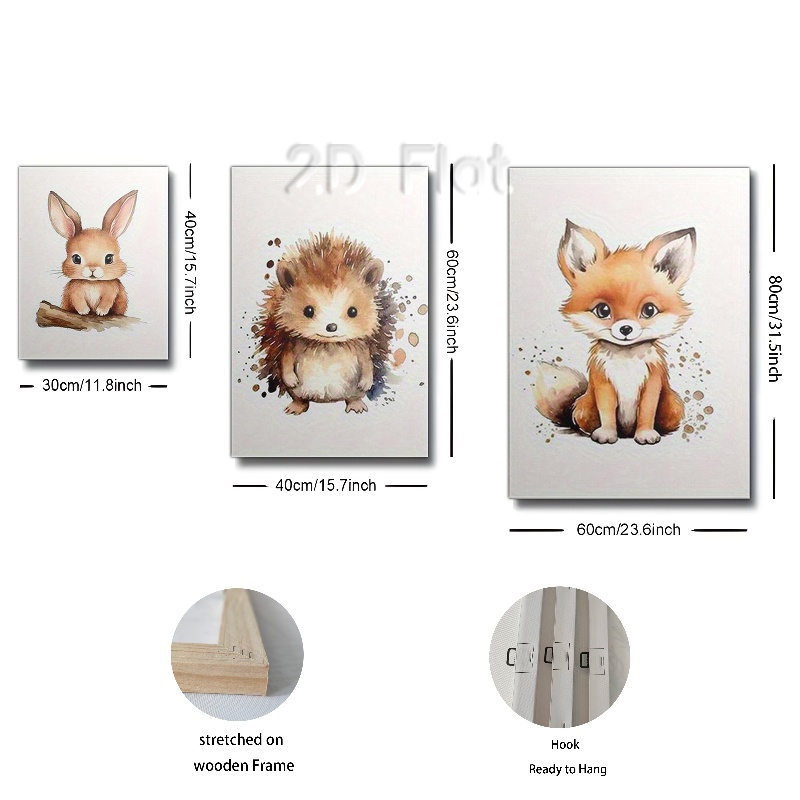 2D Flat
40cm/15.7inch
60cm/23.6inch
80cm/31.5inch
30cm/11.8inch
40cm/15.7inch
60cm/23.6inch
stretched on
wooden Frame
Hook
Ready to Hang